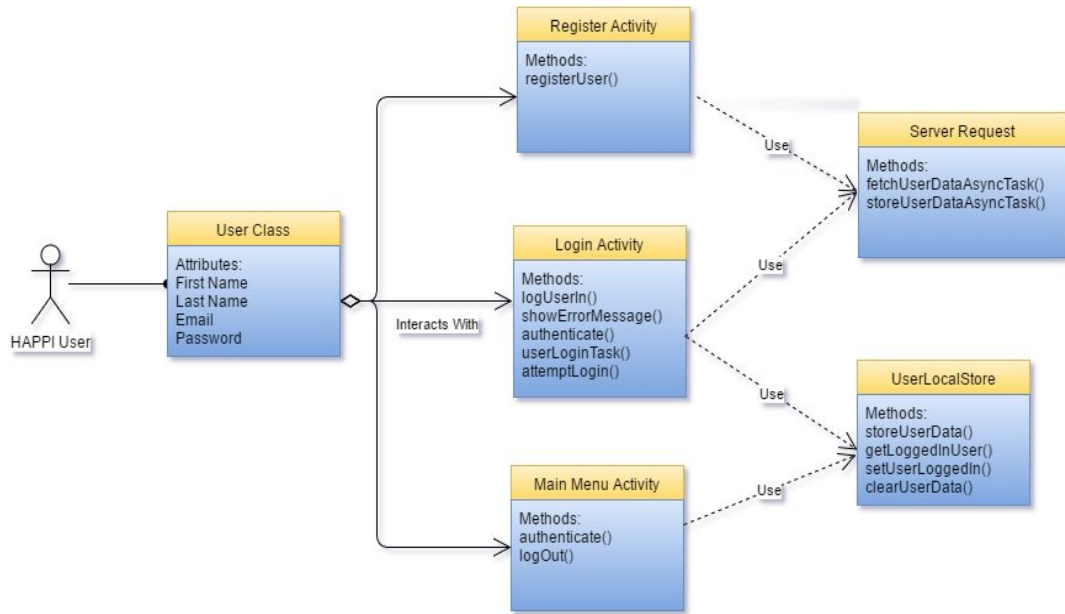 Register Activity
Methods:
registerUser()
Use
Server Request
Methods:
fetchUserDataAsyncTask()
storeUserDataAsyncTask()
User Class
Attributes:
First Name
Last Name
Email
Password
HAPPI User
Interacts With
Login Activity
Methods:
logUserIn()
showErrorMessage()
authenticate()
userLoginTask()
attemptLogin()
Use
Use
UserLocalStore
Methods:
storeUserData()
getLoggedInUser()
setUserLoggedIn()
clearUserData()
Main Menu Activity
Methods:
authenticate()
logOut()
Use